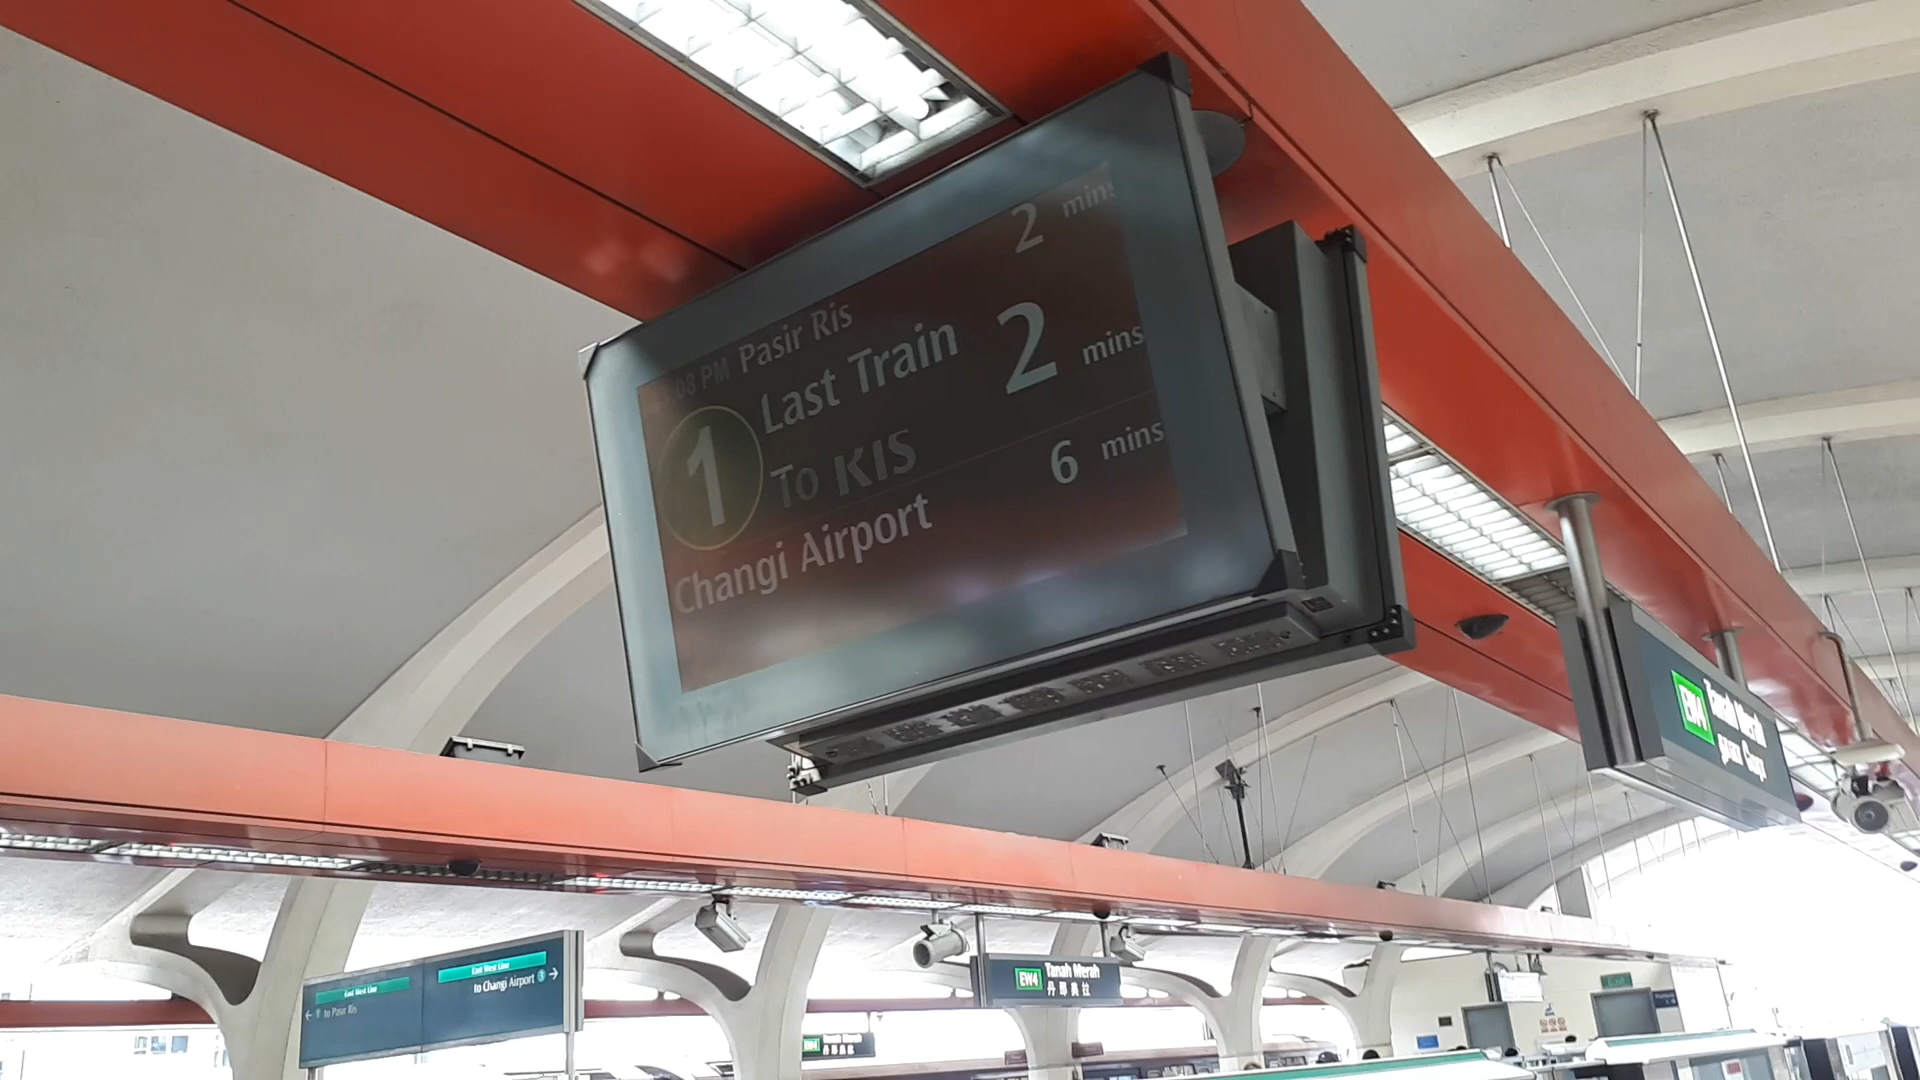 08 PM Pasir Ris 2 mins
1 Last Train 2 mins
To KIS
Changi Airport 6 mins
EW4 Tanah Merah
East West Line
to Pasir Ris
East West Line
to Changi Airport
EW4 Tanah Merah
丹那美拉
EW4